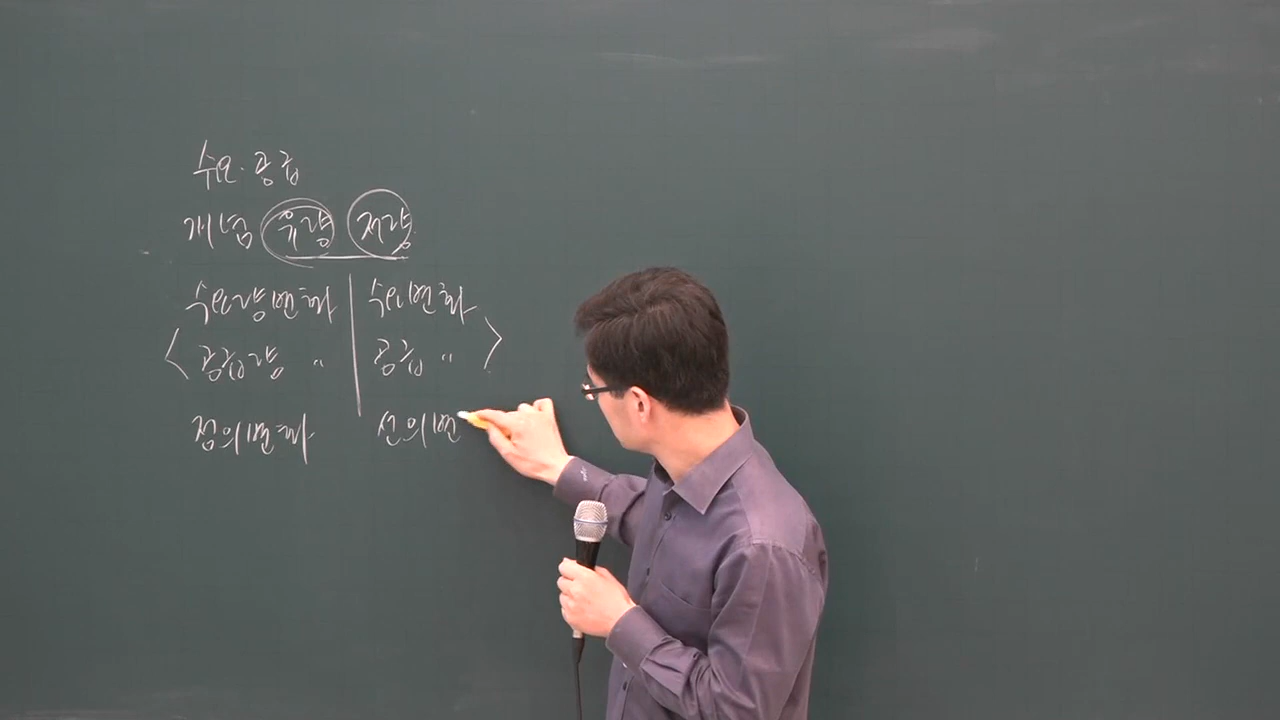 수요·공급
개념 유량 저량
수요량변화 수요변화
공급량 〃 공급 〃
점의변화 선의변